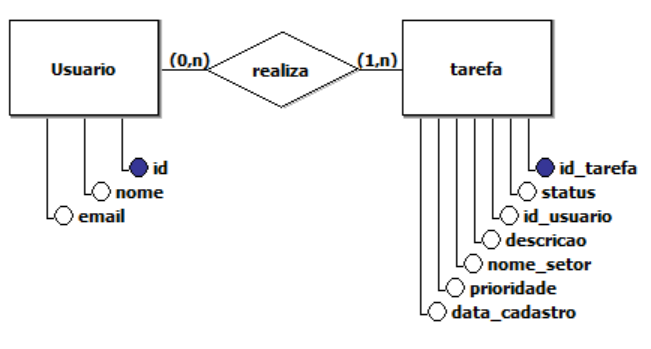 Usuario (0,n) realiza (1,n) tarefa
id
nome
email
id_tarefa
status
id_usuario
descricao
nome_setor
prioridade
data_cadastro